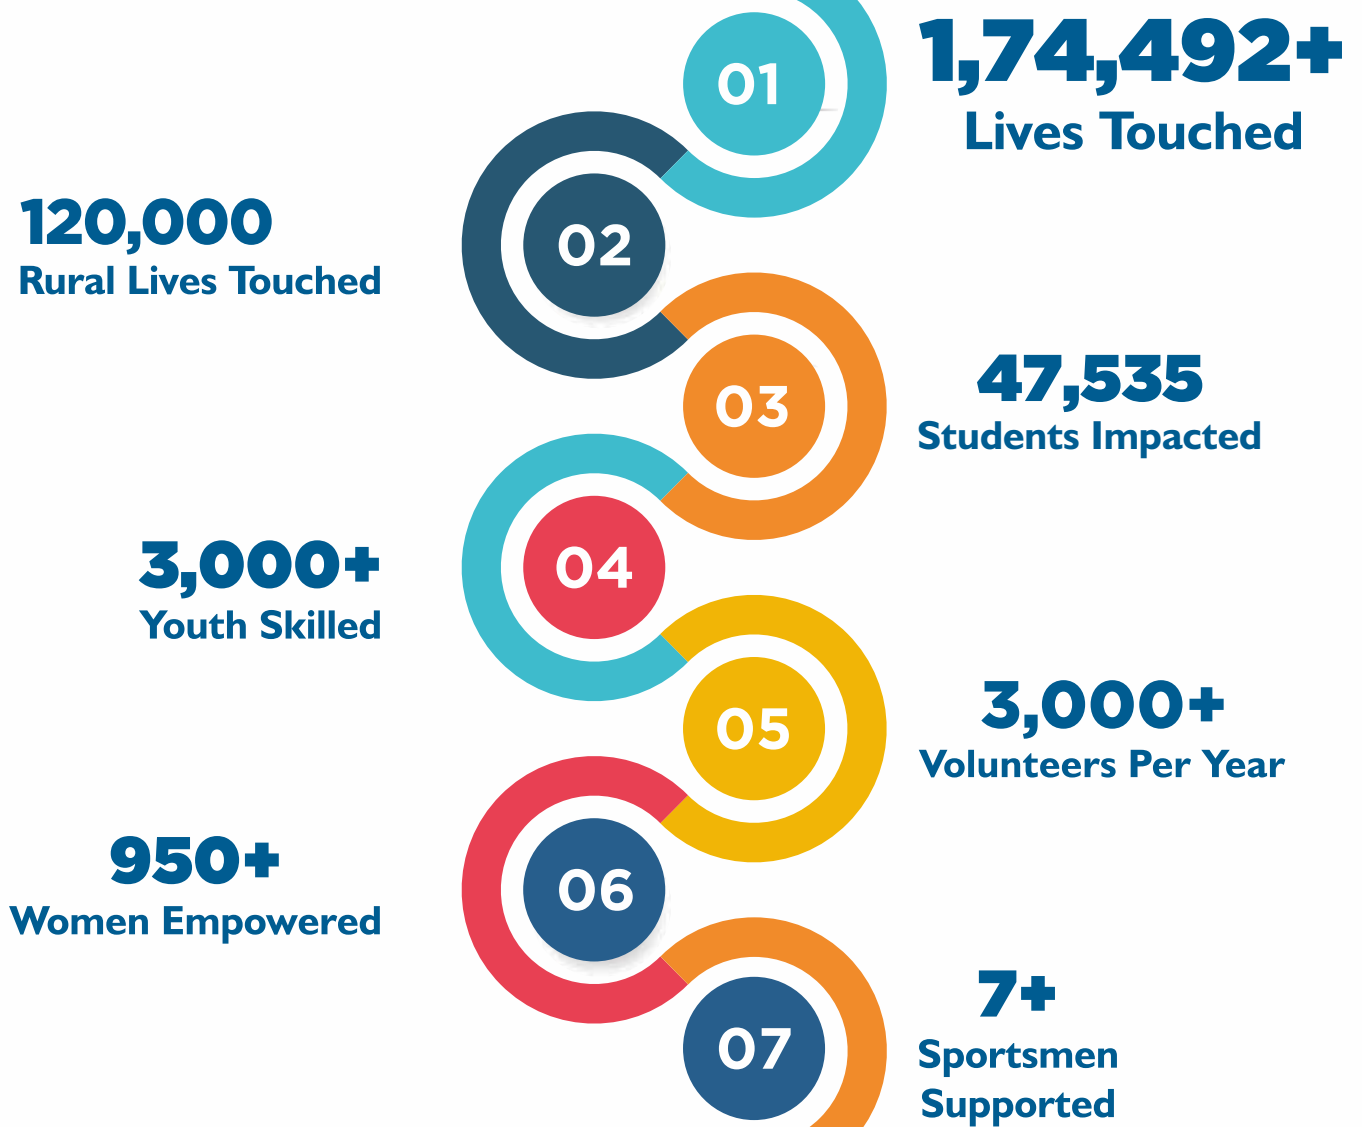 01
1,74,492+
Lives Touched
02
120,000
Rural Lives Touched
03
47,535
Students Impacted
04
3,000+
Youth Skilled
05
3,000+
Volunteers Per Year
06
950+
Women Empowered
07
7+
Sportsmen
Supported